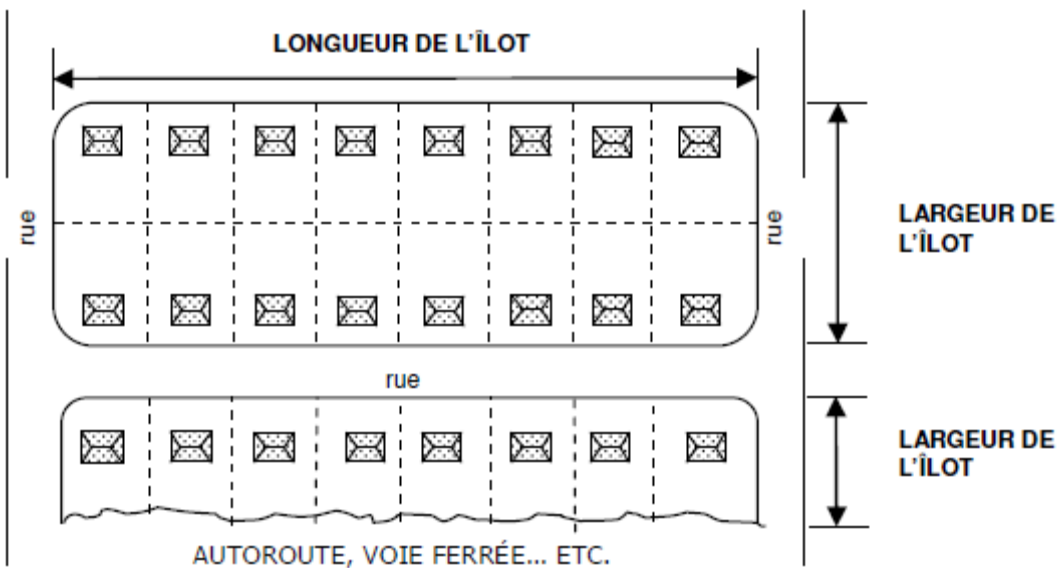 LONGUEUR DE L'ÎLOT
rue
rue
LARGEUR DE
L'ÎLOT
rue
LARGEUR DE
L'ÎLOT
AUTOROUTE, VOIE FERRÉE... ETC.